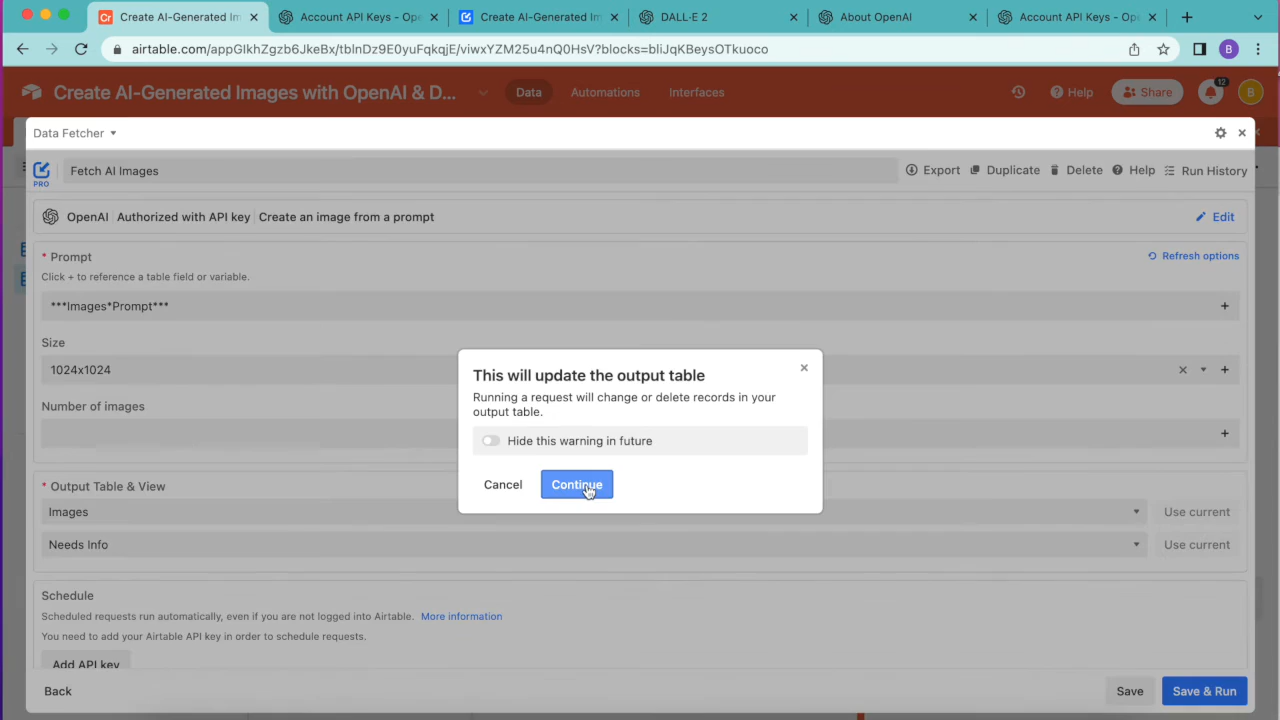 Create AI-Generated Im
Account API Keys - Ope
Create AI-Generated Im
DALL·E 2
About OpenAI
Account API Keys - Ope
airtable.com/appGlkhZgzb6JkeBx/tblnDz9E0yuFqkqjE/viwxYZM25u4nQ0HsV?blocks=bliJqKBeysOTkuoco
B
Create AI-Generated Images with OpenAI & D...
Data
Automations
Interfaces
Help
Share
12
B
Data Fetcher
PRO
Fetch AI Images
Export
Duplicate
Delete
Help
Run History
OpenAI
Authorized with API key
Create an image from a prompt
Edit
* Prompt
Refresh options
Click + to reference a table field or variable.
***Images*Prompt***
Size
1024x1024
Number of images
This will update the output table
Running a request will change or delete records in your
output table.
Hide this warning in future
Cancel
Continue
* Output Table & View
Images
Use current
Needs Info
Use current
Schedule
Scheduled requests run automatically, even if you are not logged into Airtable. More information
You need to add your Airtable API key in order to schedule requests.
Add API key
Back
Save
Save & Run